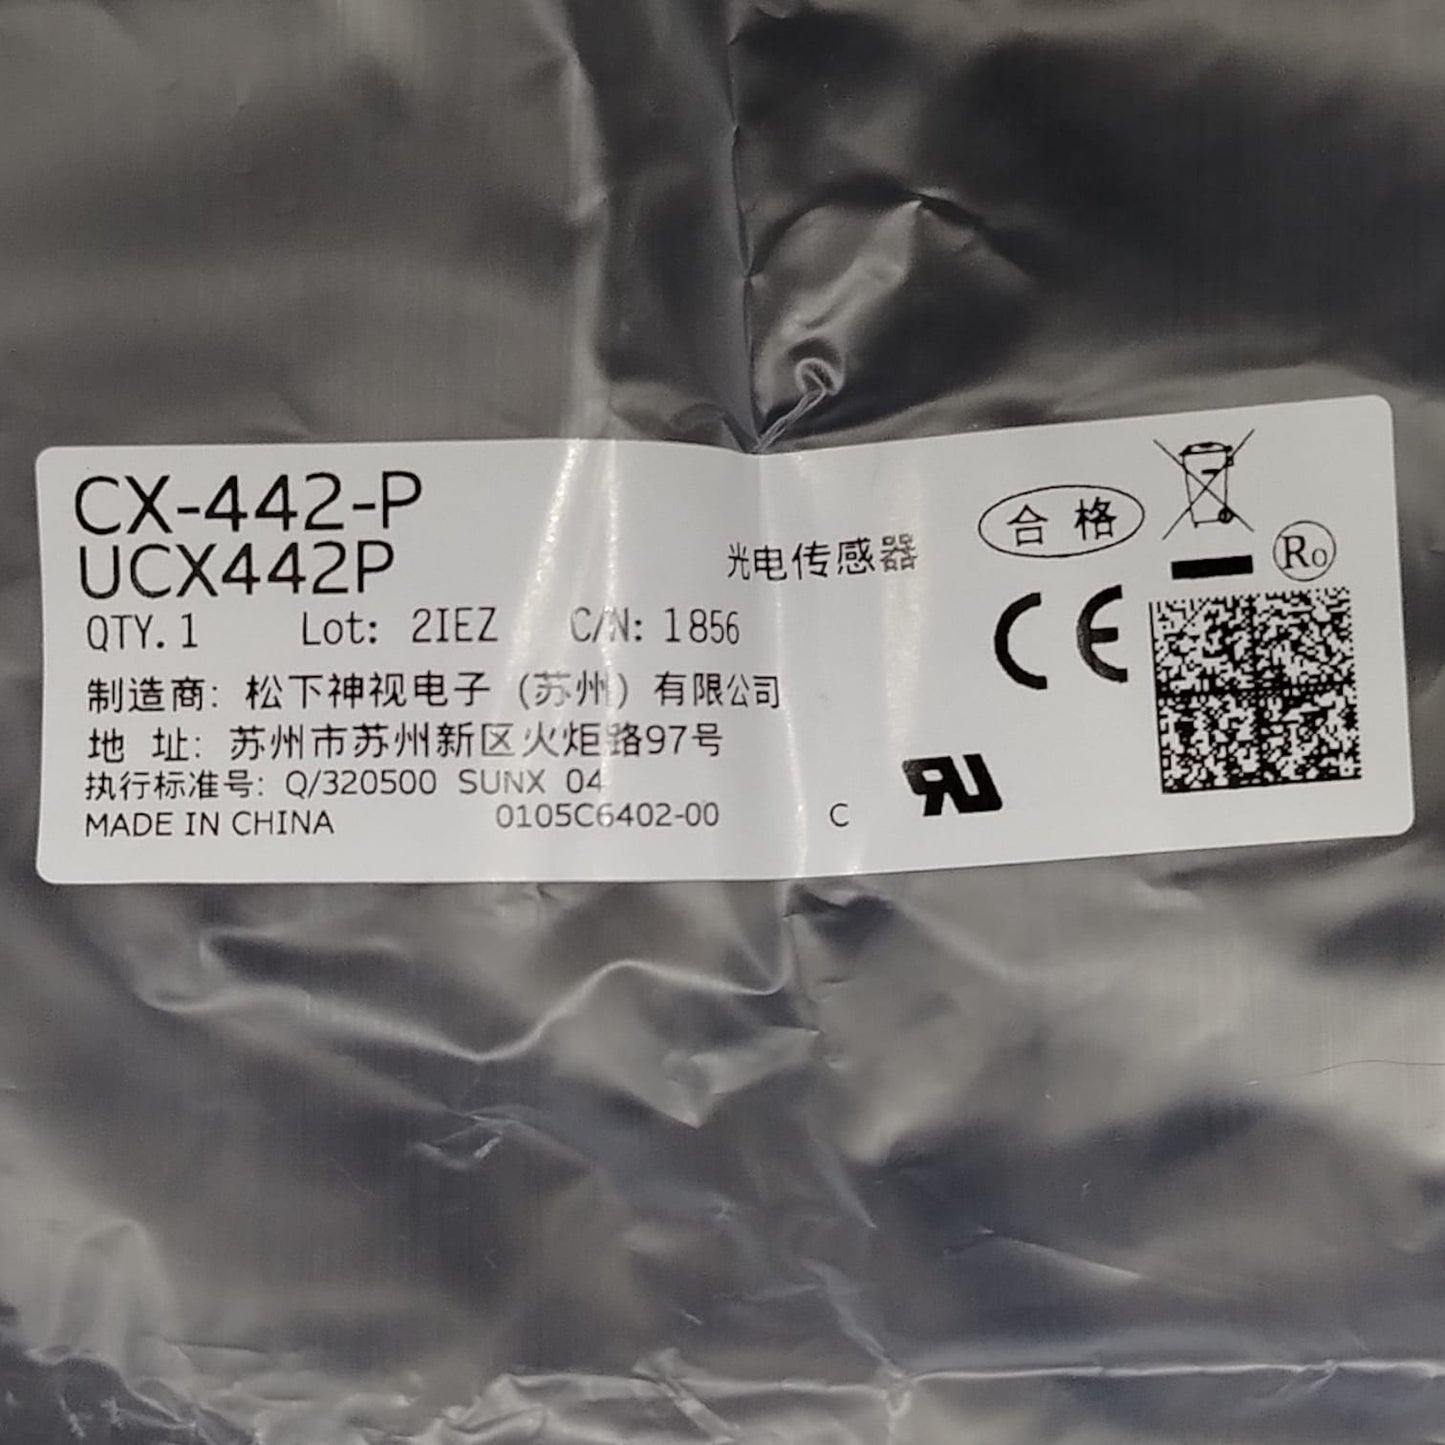 CX-442-P
UCX442P
光电传感器
合 格
Ro
QTY. 1 Lot: 2IEZ C/N: 1856
CE
制造商: 松下神视电子 (苏州) 有限公司
地 址: 苏州市苏州新区火炬路97号
执行标准号: Q/320500 SUNX 04
MADE IN CHINA 0105C6402-00 C